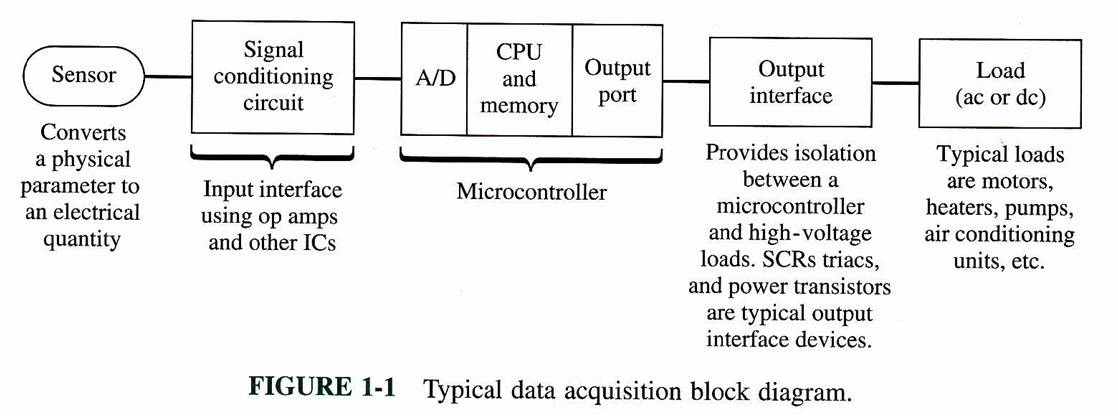 Sensor
Signal
conditioning
circuit
A/D
CPU
and
memory
Output
port
Output
interface
Load
(ac or dc)
Converts
a physical
parameter to
an electrical
quantity
Input interface
using op amps
and other ICs
Microcontroller
Provides isolation
between a
microcontroller
and high-voltage
loads. SCRs triacs,
and power transistors
are typical output
interface devices.
Typical loads
are motors,
heaters, pumps,
air conditioning
units, etc.
FIGURE 1-1 Typical data acquisition block diagram.